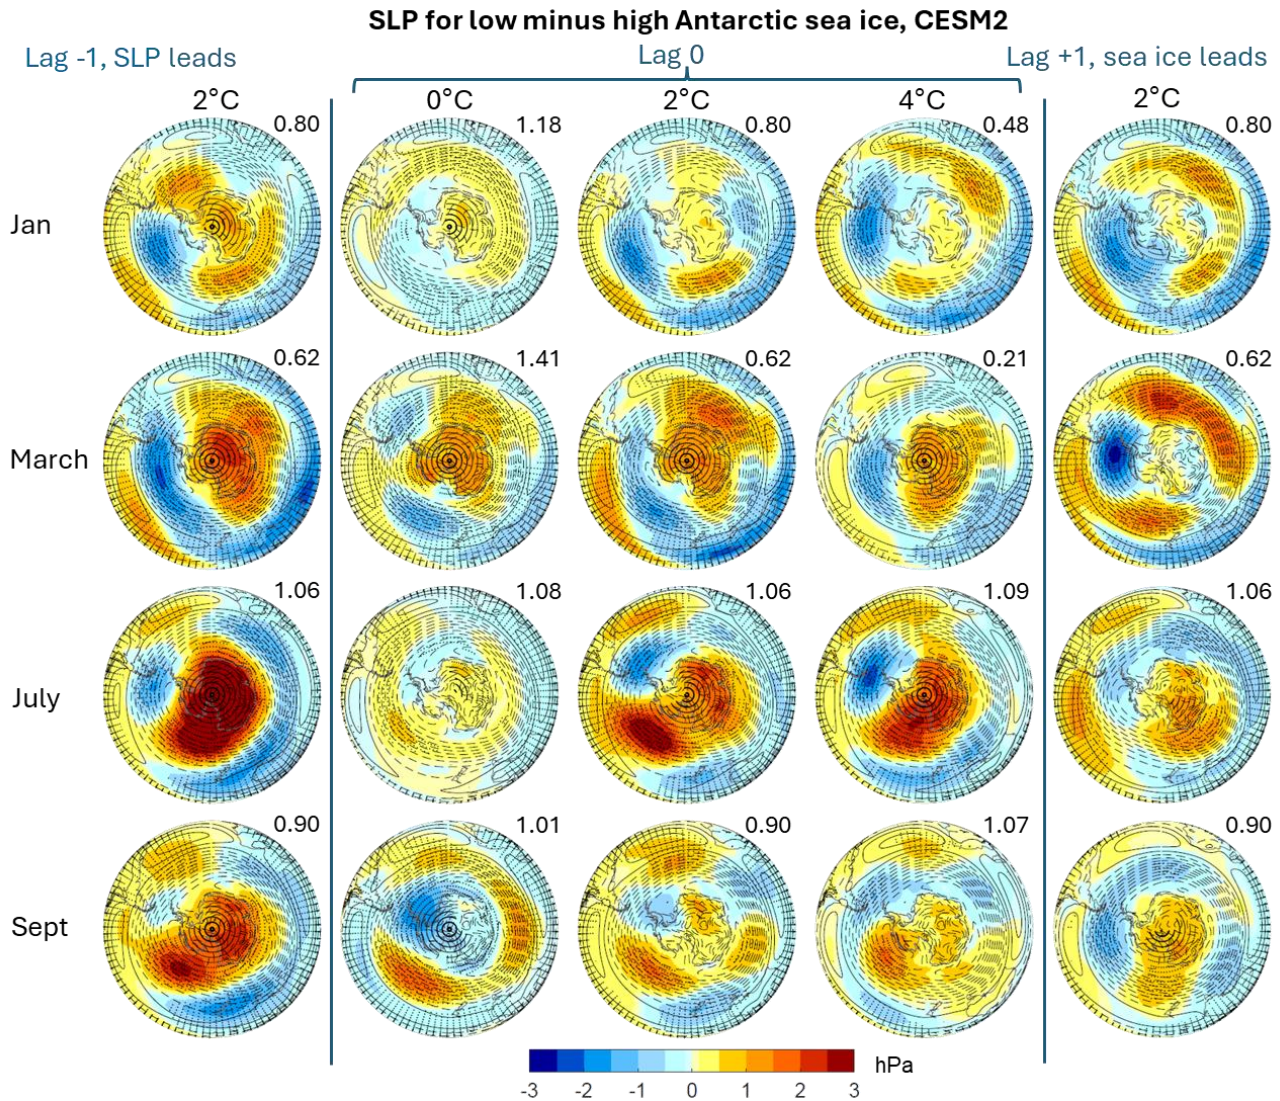 SLP for low minus high Antarctic sea ice, CESM2
Lag -1, SLP leads
Lag 0
Lag +1, sea ice leads
2°C
0°C
2°C
4°C
2°C
0.80
1.18
0.80
0.48
0.80
Jan
0.62
1.41
0.62
0.21
0.62
March
1.06
1.08
1.06
1.09
1.06
July
0.90
1.01
0.90
1.07
0.90
Sept
hPa
-3 -2 -1 0 1 2 3